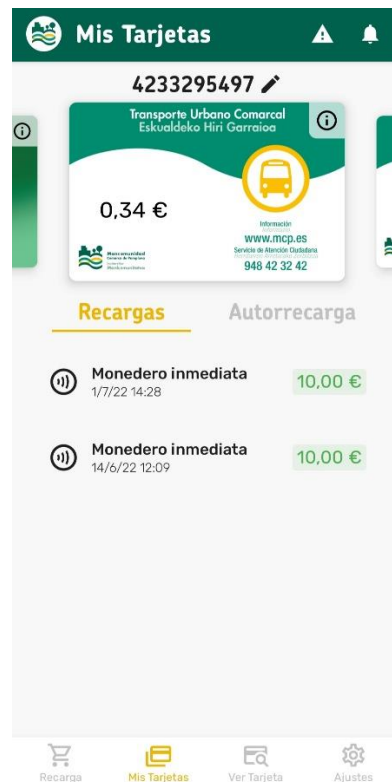 Mis Tarjetas
4233295497
Transporte Urbano Comarcal
Eskualdeko Hiri Garraioa
0,34 €
Información
www.mcp.es
Servicio de Atención Ciudadana
948 42 32 42
Mancomunidad
Recargas
Autorrecarga
Monedero inmediata
1/7/22 14:28
10,00 €
Monedero inmediata
14/6/22 12:09
10,00 €
Recarga
Mis Tarjetas
Ver Tarjeta
Ajustes